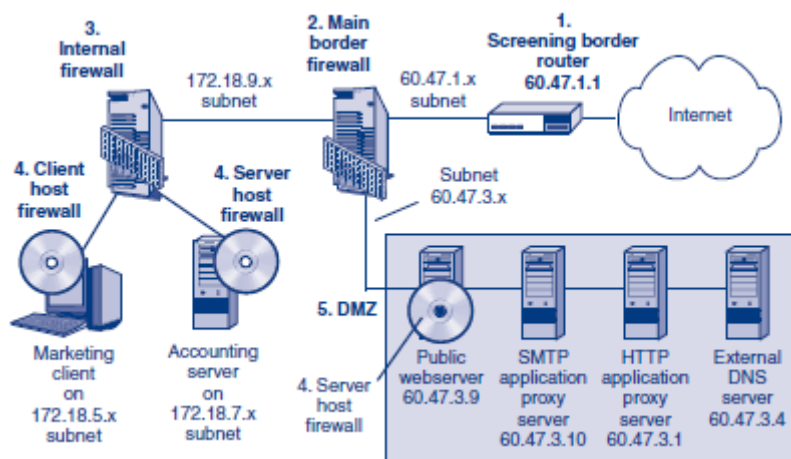 3.
Internal
firewall
172.18.9.x
subnet
2. Main
border
firewall
60.47.1.x
subnet
1.
Screening border
router
60.47.1.1
Internet
4. Client
host
firewall
4. Server
host
firewall
Subnet
60.47.3.x
Marketing
client
on
172.18.5.x
subnet
Accounting
server
on
172.18.7.x
subnet
5. DMZ
4. Server
host
firewall
Public
webserver
60.47.3.9
SMTP
application
proxy
server
60.47.3.10
HTTP
application
proxy
server
60.47.3.1
External
DNS
server
60.47.3.4